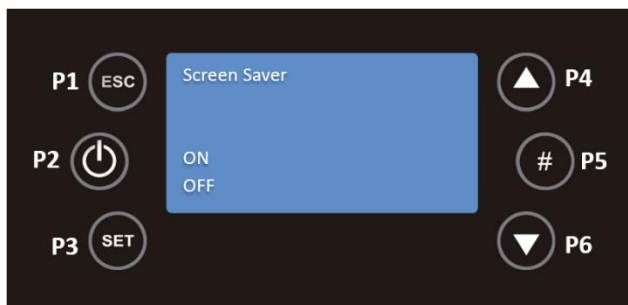 P1 ESC
Screen Saver
P4
P2
ON
# P5
OFF
P3 SET
P6